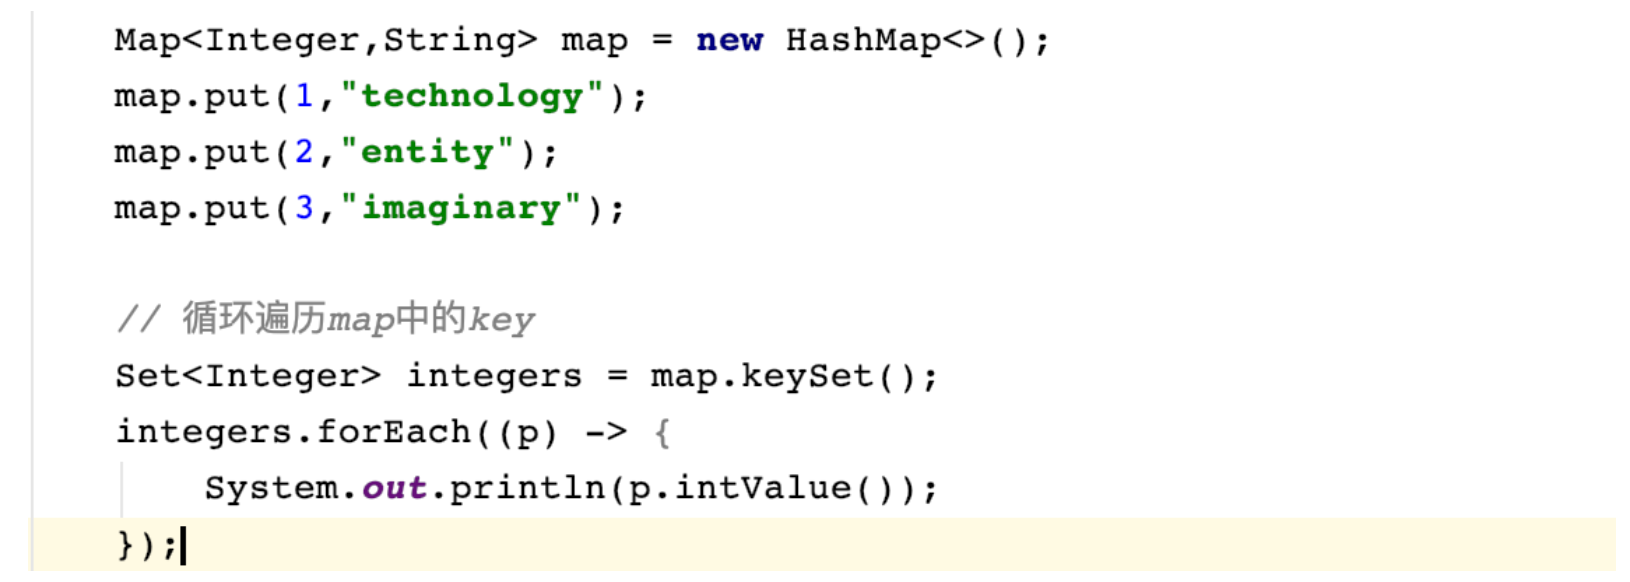 Map<Integer,String> map = new HashMap<>();
map.put(1,"technology");
map.put(2,"entity");
map.put(3,"imaginary");
// 循环遍历map中的key
Set<Integer> integers = map.keySet();
integers.forEach((p) -> {
System.out.println(p.intValue());
});